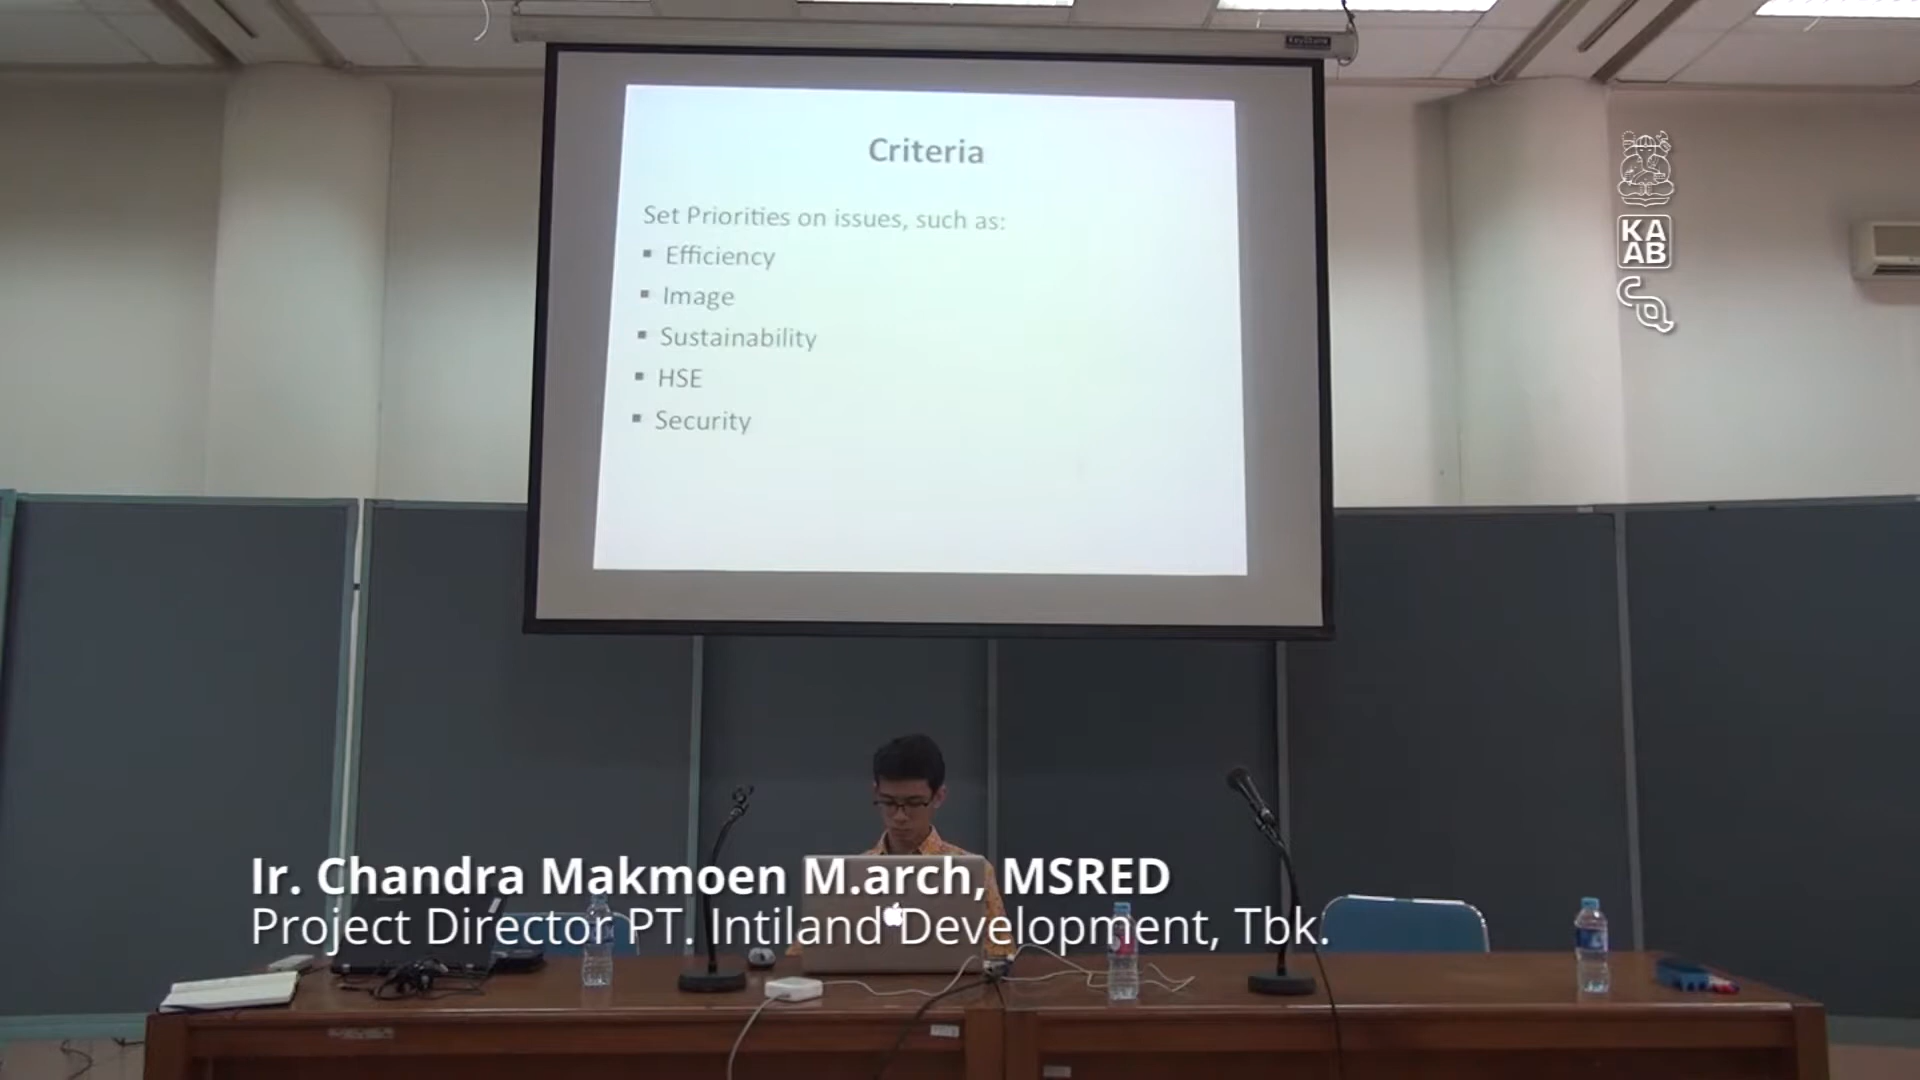 Criteria
Set Priorities on issues, such as:
▪ Efficiency
▪ Image
▪ Sustainability
▪ HSE
▪ Security
KA
AB
Ir. Chandra Makmoen M.arch, MSRED
Project Director PT. Intiland Development, Tbk.